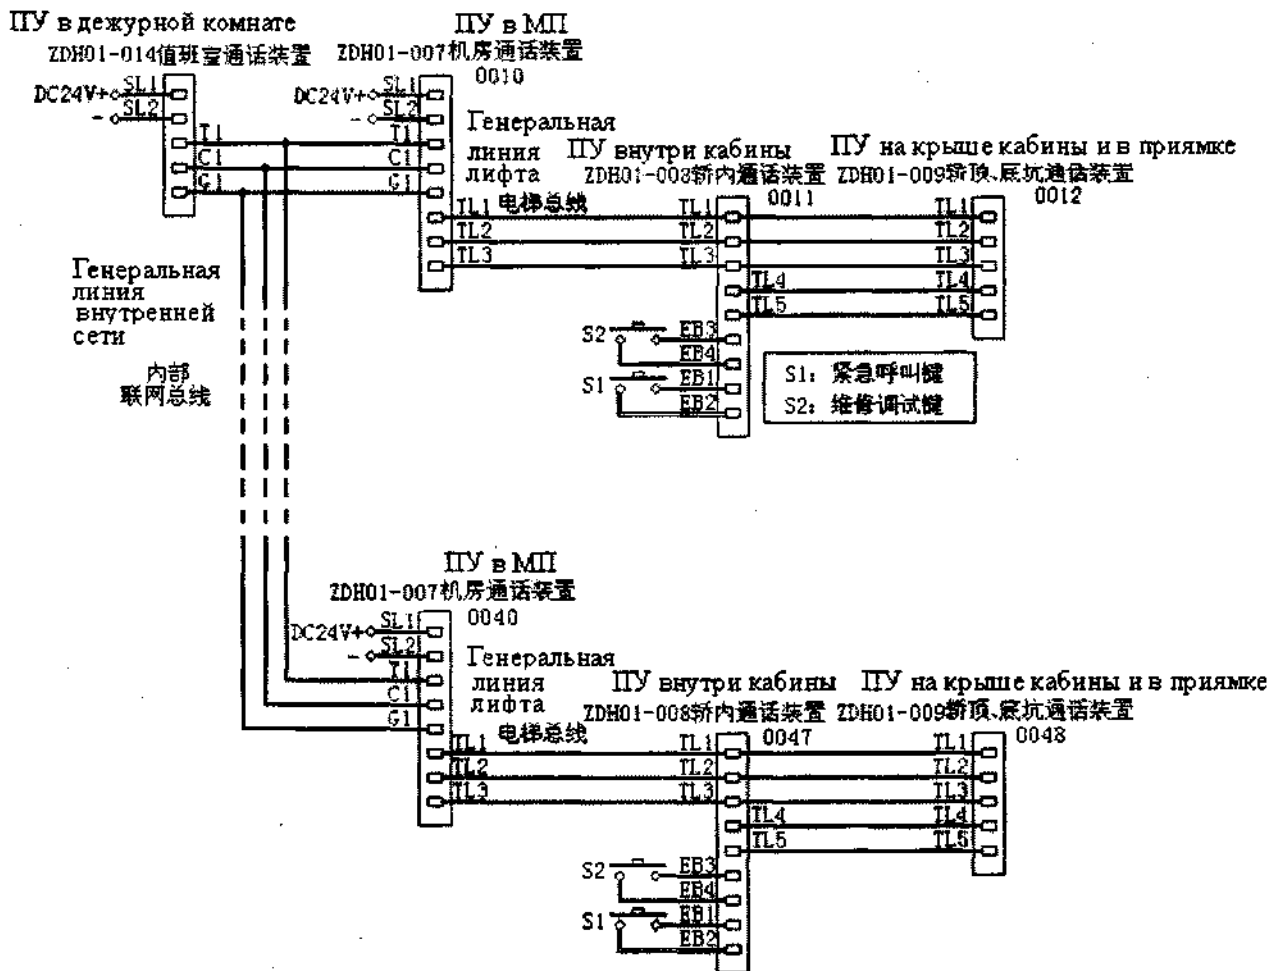 ПУ в дежурной комнате
ZDH01-014值班室通话装置
DC24V+
SL1
-
SL2
T1
C1
G1
ПУ в МП
ZDH01-007机房通话装置
0010
DC24V+
SL1
-
SL2
T1
C1
G1
Генеральная
линия
лифта
电梯总线
TL1
TL2
TL3
ПУ внутри кабины
ZDH01-008轿内通话装置
0011
TL1
TL2
TL3
TL4
TL5
S2
EB3
EB4
S1
EB1
EB2
ПУ на крыше кабины и в приямке
ZDH01-009轿顶、底坑通话装置
0012
TL1
TL2
TL3
TL4
TL5
S1: 紧急呼叫键
S2: 维修调试键
Генеральная
линия
внутренней
сети
内部
联网总线
ПУ в МП
ZDH01-007机房通话装置
0040
DC24V+
SL1
-
SL2
T1
C1
G1
Генеральная
линия
лифта
电梯总线
TL1
TL2
TL3
ПУ внутри кабины
ZDH01-008轿内通话装置
0047
TL1
TL2
TL3
TL4
TL5
S2
EB3
EB4
S1
EB1
EB2
ПУ на крыше кабины и в приямке
ZDH01-009轿顶、底坑通话装置
0048
TL1
TL2
TL3
TL4
TL5